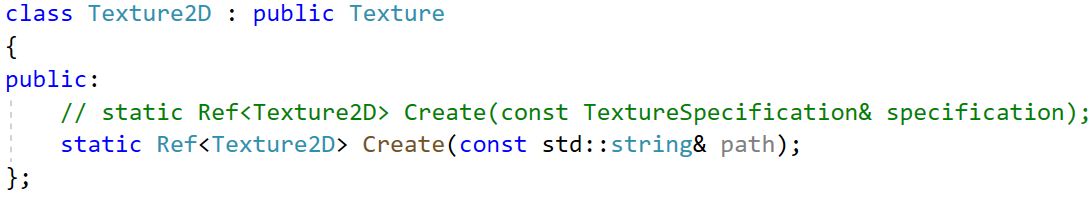 class Texture2D : public Texture
{
public:
    // static Ref<Texture2D> Create(const TextureSpecification& specification);
    static Ref<Texture2D> Create(const std::string& path);
};